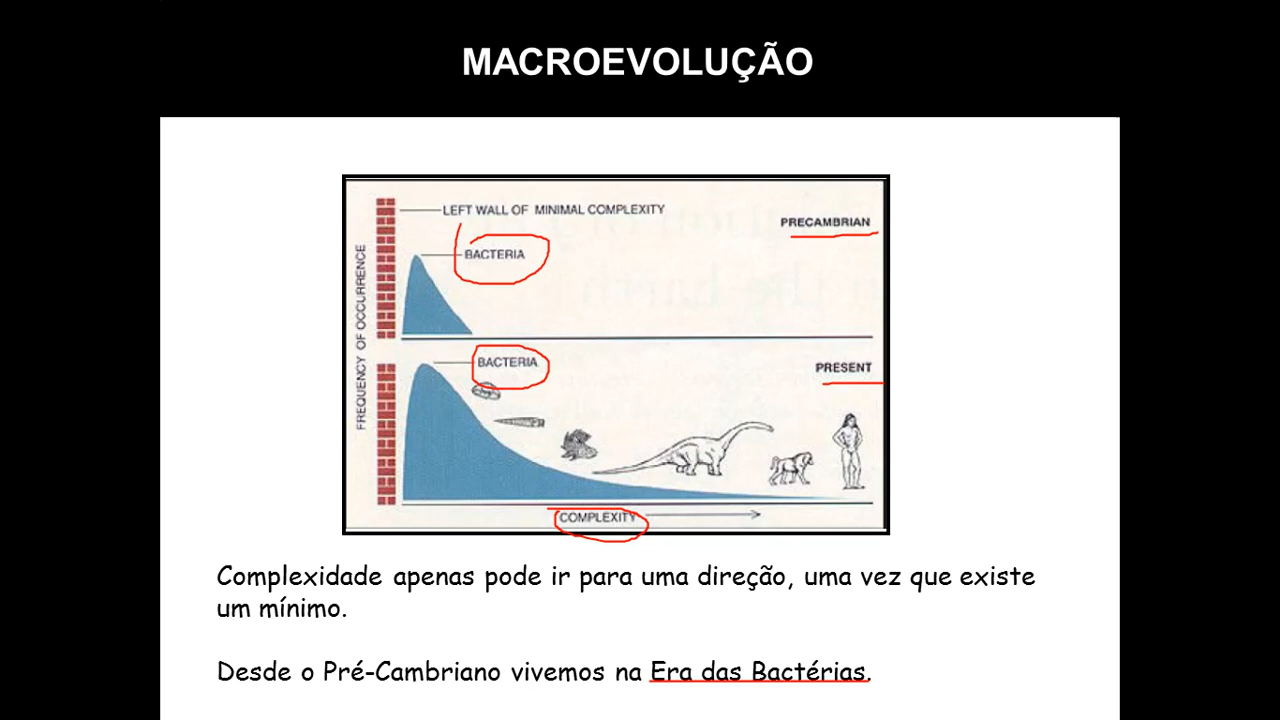 MACROEVOLUÇÃO
LEFT WALL OF MINIMAL COMPLEXITY
PRECAMBRIAN
BACTERIA
FREQUENCY OF OCCURRENCE
BACTERIA
PRESENT
COMPLEXITY
Complexidade apenas pode ir para uma direção, uma vez que existe
um mínimo.
Desde o Pré-Cambriano vivemos na Era das Bactérias.